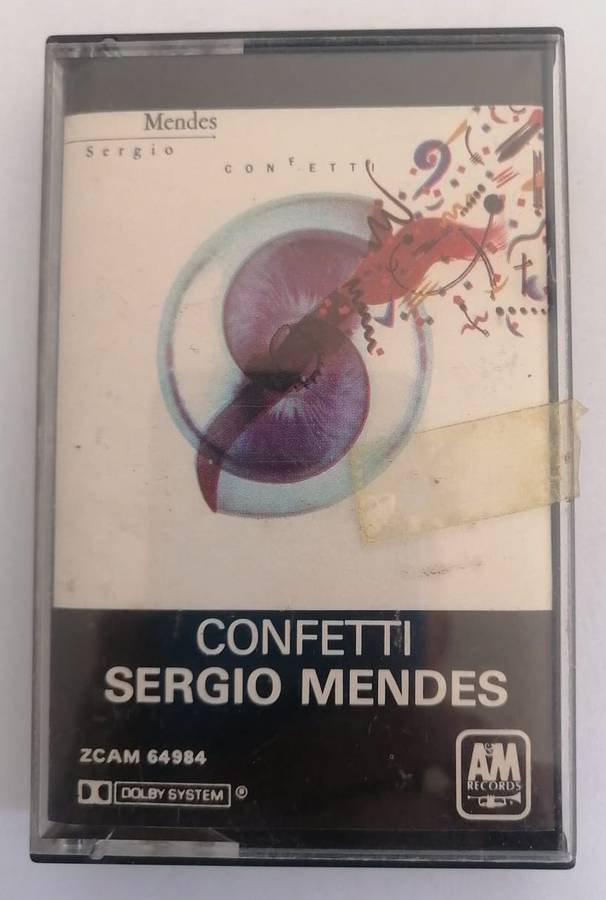 Mendes
Sergio
CONFETTI
CONFETTI
SERGIO MENDES
ZCAM 64984
DOLBY SYSTEM ®
A&M
RECORDS